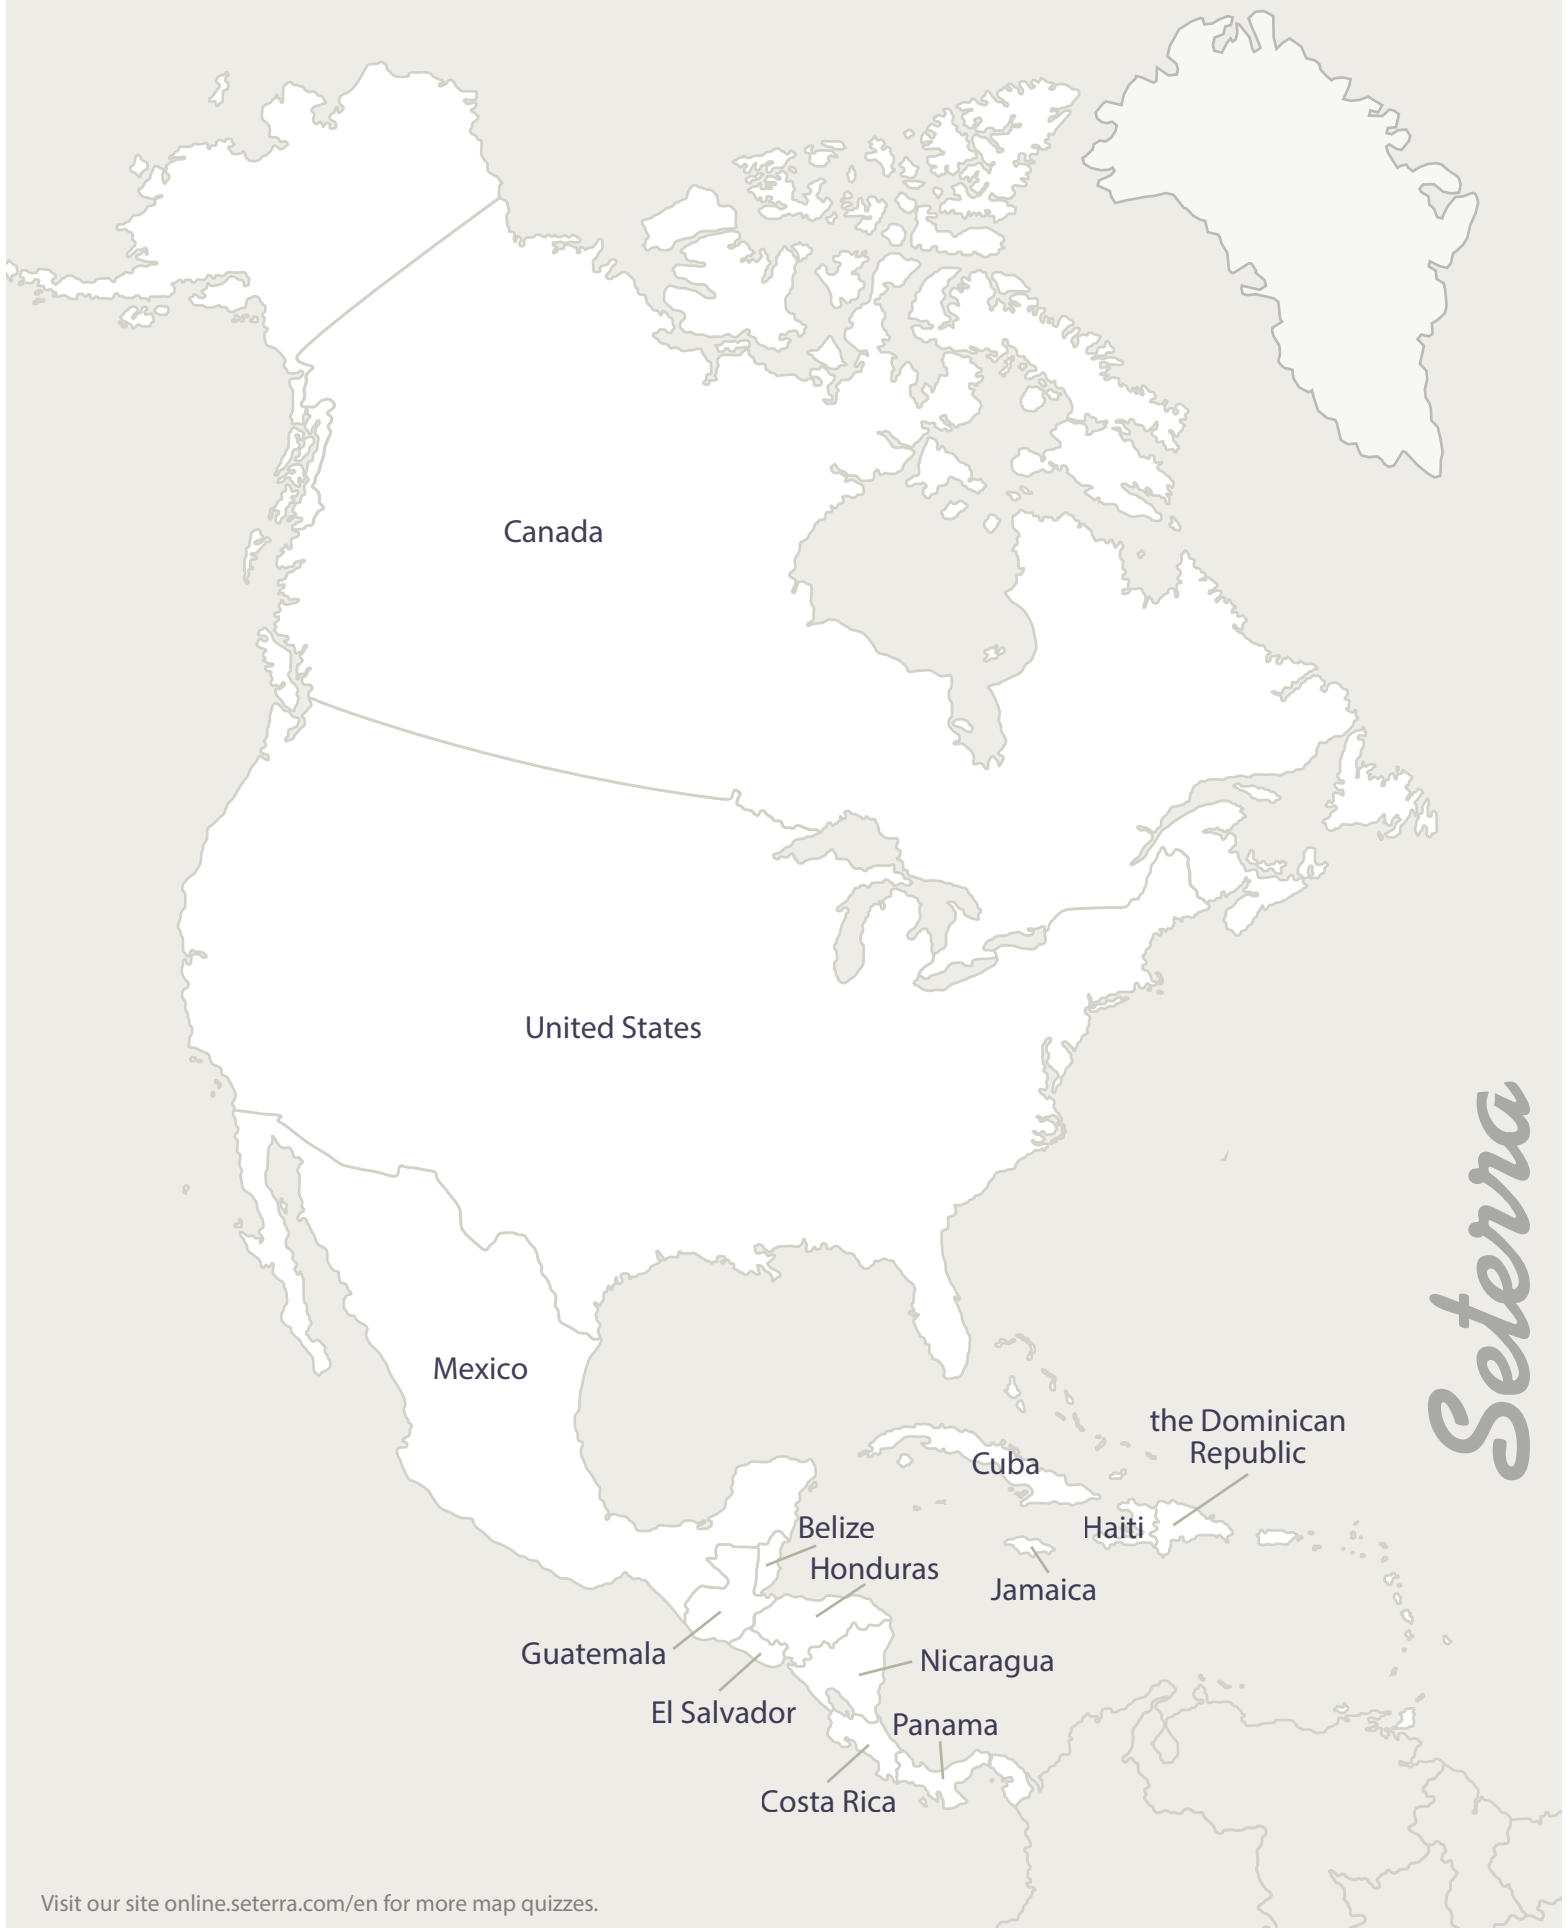 Canada
United States
Mexico
the Dominican
Republic
Cuba
Haiti
Belize
Honduras
Jamaica
Guatemala
Nicaragua
El Salvador
Panama
Costa Rica
Seterra
Visit our site online.seterra.com/en for more map quizzes.